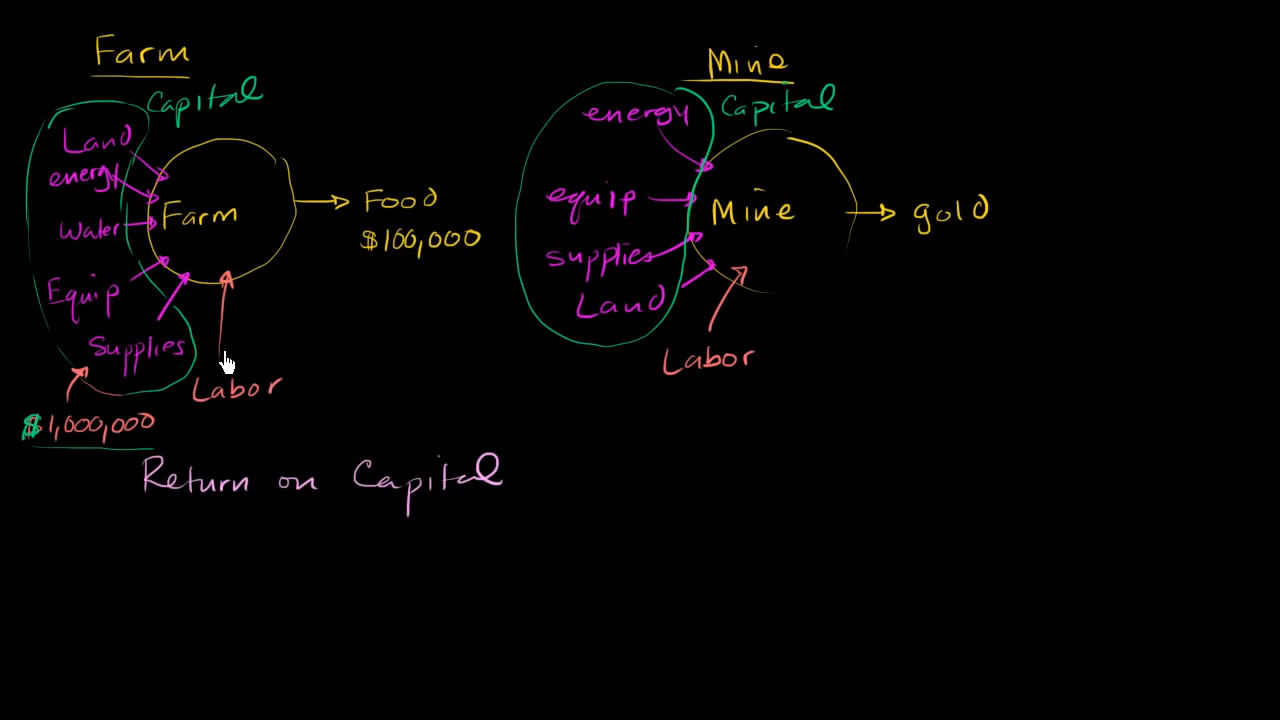 Farm
Capital
Land
energy
Water
Equip
Supplies
Farm
Food
$100,000
Labor
$1,000,000
Mine
Capital
energy
equip
supplies
Land
Mine
gold
Labor
Return on Capital